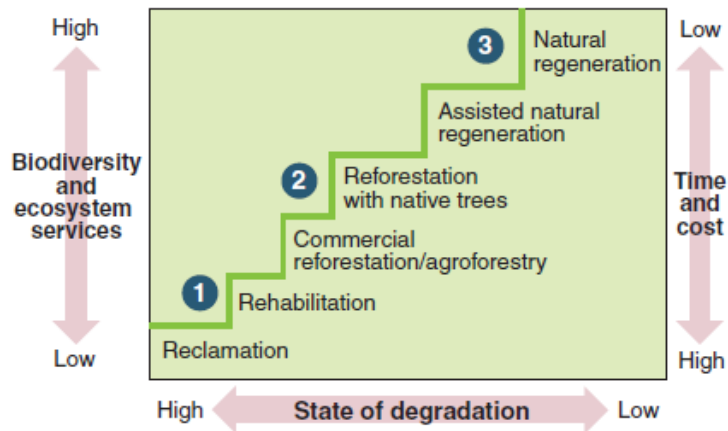 High
Biodiversity
and
ecosystem
services
Low
3
Natural
regeneration
Assisted natural
regeneration
2
Reforestation
with native trees
Commercial
reforestation/agroforestry
1
Rehabilitation
Reclamation
Low
Time
and
cost
High
High
State of degradation
Low